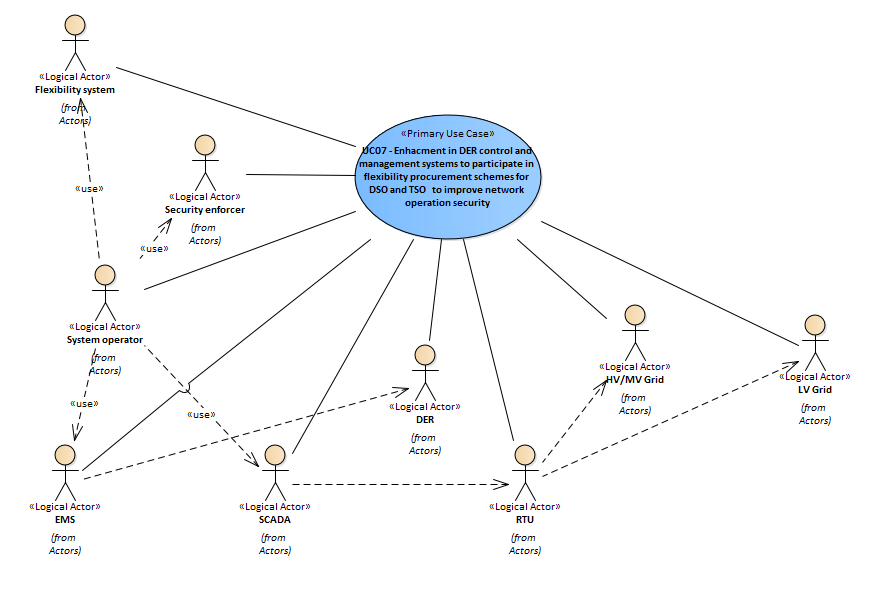 «Logical Actor»
Flexibility system
(from
Actors)
«Primary Use Case»
UC07 - Enhacment in DER control and
management systems to participate in
flexibility procurement schemes for
DSO and TSO to improve network
operation security
«use»
«Logical Actor»
Security enforcer
(from
Actors)
«use»
«Logical Actor»
System operator
(from
Actors)
«Logical Actor»
HV/MV Grid
(from
Actors)
«Logical Actor»
LV Grid
(from
Actors)
«use»
«use»
«Logical Actor»
DER
(from
Actors)
«Logical Actor»
EMS
(from
Actors)
«Logical Actor»
SCADA
(from
Actors)
«Logical Actor»
RTU
(from
Actors)